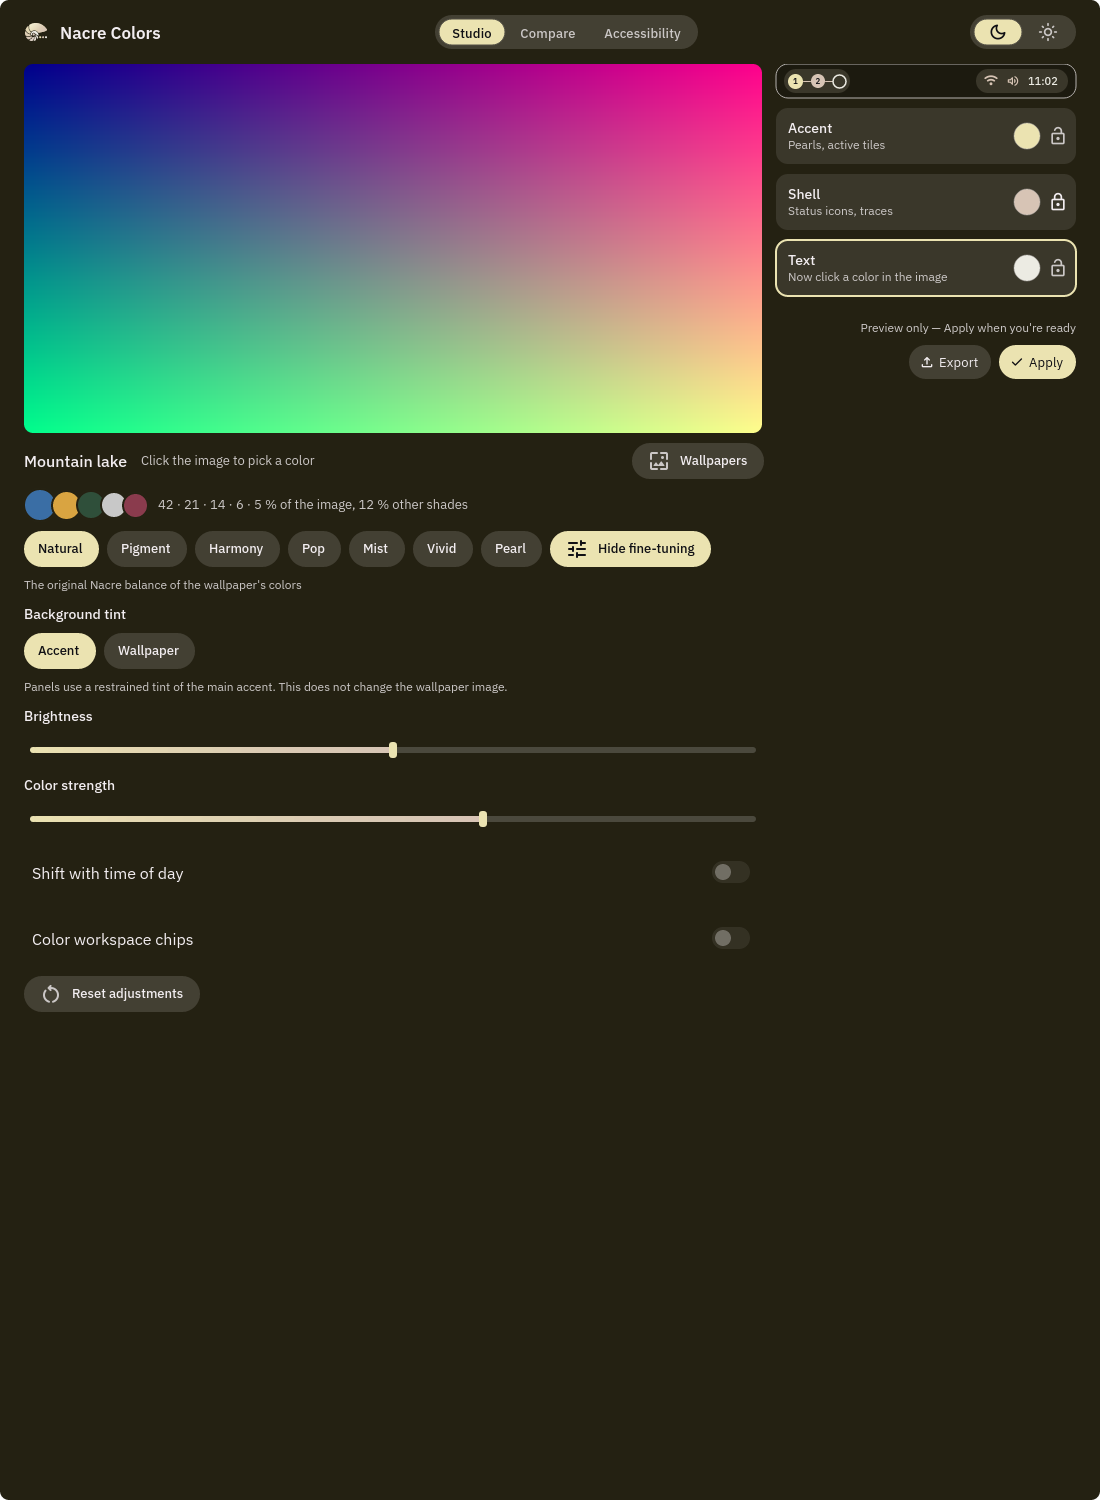 Nacre Colors
Studio Compare Accessibility
1 2 11:02
Accent
Pearls, active tiles
Shell
Status icons, traces
Text
Now click a color in the image
Preview only — Apply when you're ready
Export Apply
Mountain lake Click the image to pick a color Wallpapers
42 · 21 · 14 · 6 · 5 % of the image, 12 % other shades
Natural Pigment Harmony Pop Mist Vivid Pearl Hide fine-tuning
The original Nacre balance of the wallpaper's colors
Background tint
Accent Wallpaper
Panels use a restrained tint of the main accent. This does not change the wallpaper image.
Brightness
Color strength
Shift with time of day
Color workspace chips
Reset adjustments